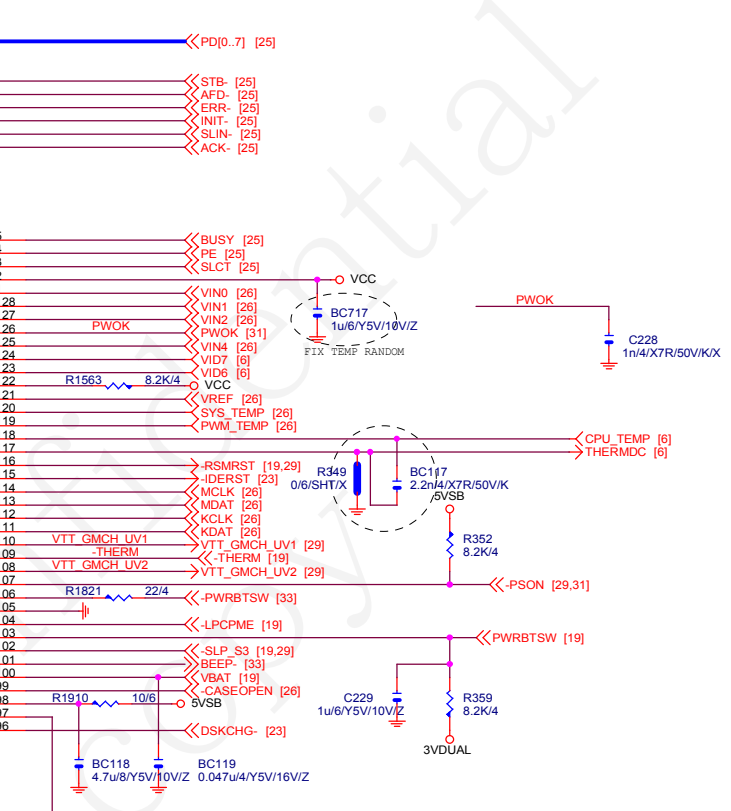 PD[0..7] [25]
STB- [25]
AFD- [25]
ERR- [25]
INIT- [25]
SLIN- [25]
ACK- [25]
BUSY [25]
PE [25]
SLCT [25]
VCC
VIN0 [26]
28 VIN1 [26]
27 VIN2 [26]
26 PWOK PWOK [31]
25 VIN4 [26]
24 VID7 [6]
23 VID6 [6]
22 R1563 8.2K/4 VCC
21 VREF [26]
20 SYS_TEMP [26]
19 PWM_TEMP [26]
BC717
1u/6/Y5V/10V/Z
FIX TEMP RANDOM
PWOK
C228
1n/4/X7R/50V/K/X
18 CPU_TEMP [6]
17 THERMDC [6]
16 -RSMRST [19,29]
15 -IDERST [23]
14 MCLK [26]
13 MDAT [26]
12 KCLK [26]
11 KDAT [26]
10 VTT_GMCH_UV1 VTT_GMCH_UV1 [29]
09 -THERM -THERM [19]
08 VTT_GMCH_UV2 VTT_GMCH_UV2 [29]
R349
0/6/SHT/X
BC117
2.2n/4/X7R/50V/K
5VSB
R352
8.2K/4
07 -PSON [29,31]
06 R1821 22/4 -PWRBTSW [33]
05
04 -LPCPME [19]
03 PWRBTSW [19]
02 -SLP_S3 [19,29]
01 BEEP- [33]
00 VBAT [19]
99 -CASEOPEN [26]
98 R1910 10/6 5VSB
97
96 DSKCHG- [23]
C229
1u/6/Y5V/10V/Z
R359
8.2K/4
3VDUAL
BC118
4.7u/8/Y5V/10V/Z
BC119
0.047u/4/Y5V/16V/Z